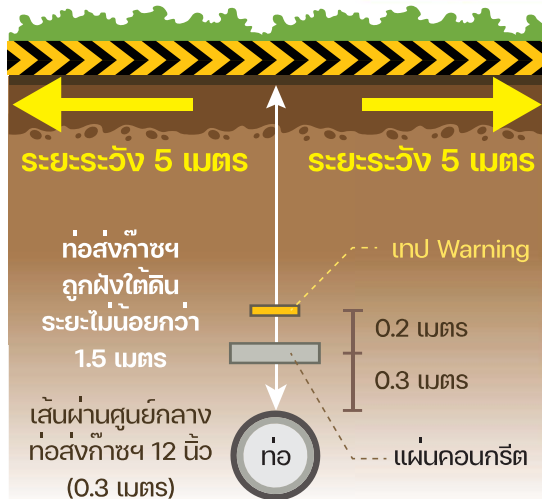 ระยะระวัง 5 เมตร
ระยะระวัง 5 เมตร
ท่อส่งก๊าซฯ
ถูกฝังใต้ดิน
ระยะไม่น้อยกว่า
1.5 เมตร
เทป Warning
0.2 เมตร
0.3 เมตร
เส้นผ่านศูนย์กลาง
ท่อส่งก๊าซฯ 12 นิ้ว
(0.3 เมตร)
ท่อ
แผ่นคอนกรีต